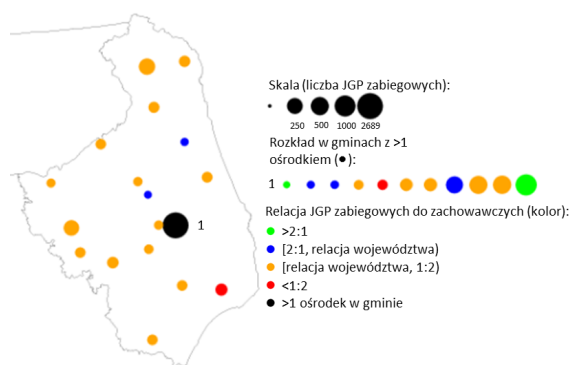 Skala (liczba JGP zabiegowych):
250 500 1000 2689
Rozkład w gminach z >1
ośrodkiem (●):
1
1
Relacja JGP zabiegowych do zachowawczych (kolor):
>2:1
[2:1, relacja województwa)
[relacja województwa, 1:2)
<1:2
>1 ośrodek w gminie